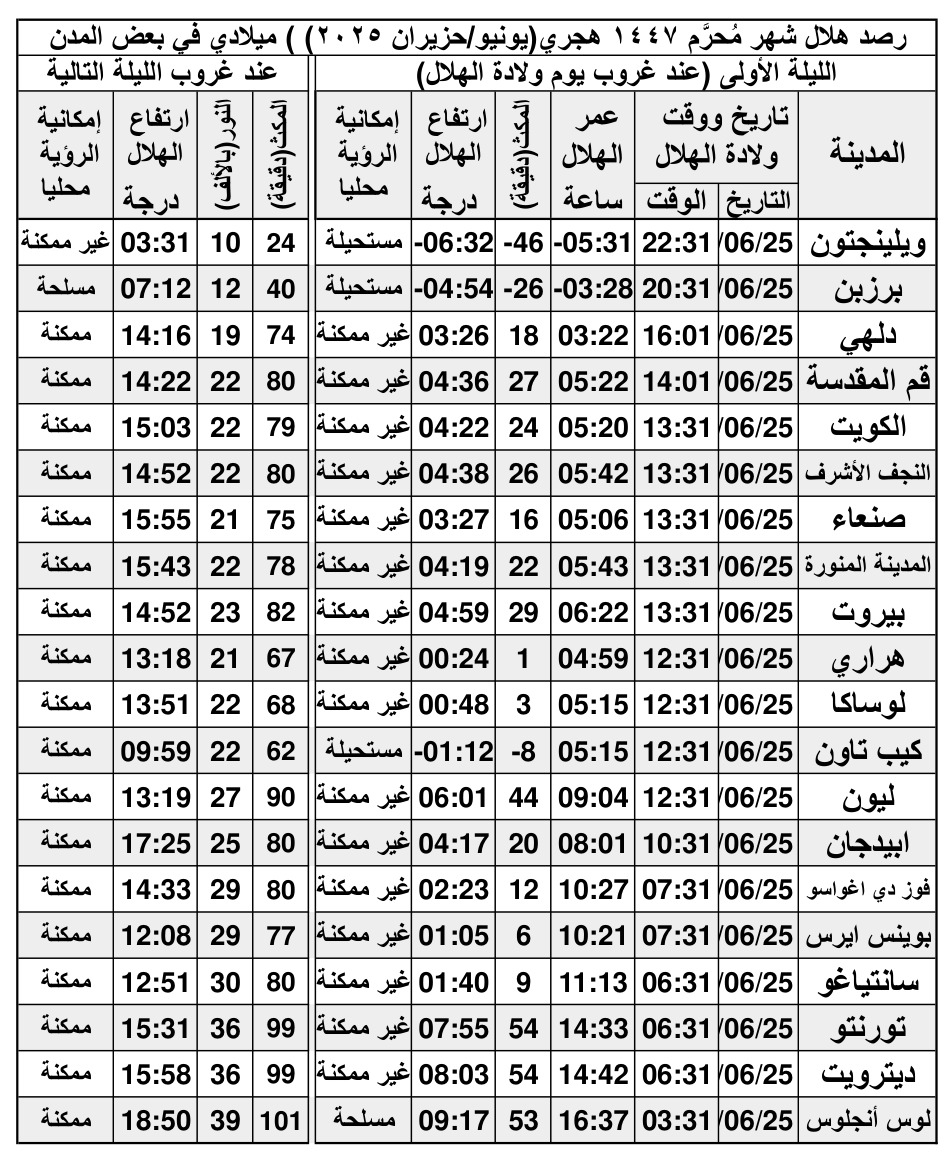 رصد هلال شهر مُحرَّم ١٤٤٧ هجري(يونيو/حزيران ٢٠٢٥) ) ميلادي في بعض المدن
الليلة الأولى (عند غروب يوم ولادة الهلال) عند غروب الليلة التالية
المدينة تاريخ ووقت ولادة الهلال عمر الهلال ساعة المكث(دقيقة) ارتفاع الهلال درجة إمكانية الرؤية محليا المكث(دقيقة) النور(بالألف) ارتفاع الهلال درجة إمكانية الرؤية محليا
التاريخ الوقت
ويلينجتون /06/25 22:31 -05:31 -46 -06:32 مستحيلة 24 10 03:31 غير ممكنة
برزبن /06/25 20:31 -03:28 -26 -04:54 مستحيلة 40 12 07:12 مسلحة
دلهي /06/25 16:01 03:22 18 03:26 غير ممكنة 74 19 14:16 ممكنة
قم المقدسة /06/25 14:01 05:22 27 04:36 غير ممكنة 80 22 14:22 ممكنة
الكويت /06/25 13:31 05:20 24 04:22 غير ممكنة 79 22 15:03 ممكنة
النجف الأشرف /06/25 13:31 05:42 26 04:38 غير ممكنة 80 22 14:52 ممكنة
صنعاء /06/25 13:31 05:06 16 03:27 غير ممكنة 75 21 15:55 ممكنة
المدينة المنورة /06/25 13:31 05:43 22 04:19 غير ممكنة 78 22 15:43 ممكنة
بيروت /06/25 13:31 06:22 29 04:59 غير ممكنة 82 23 14:52 ممكنة
هراري /06/25 12:31 04:59 1 00:24 غير ممكنة 67 21 13:18 ممكنة
لوساكا /06/25 12:31 05:15 3 00:48 غير ممكنة 68 22 13:51 ممكنة
كيب تاون /06/25 12:31 05:15 -8 -01:12 مستحيلة 62 22 09:59 ممكنة
ليون /06/25 12:31 09:04 44 06:01 غير ممكنة 90 27 13:19 ممكنة
ابيدجان /06/25 10:31 08:01 20 04:17 غير ممكنة 80 25 17:25 ممكنة
فوز دي اغواسو /06/25 07:31 10:27 12 02:23 غير ممكنة 80 29 14:33 ممكنة
بوينس ايرس /06/25 07:31 10:21 6 01:05 غير ممكنة 77 29 12:08 ممكنة
سانتياغو /06/25 06:31 11:13 9 01:40 غير ممكنة 80 30 12:51 ممكنة
تورنتو /06/25 06:31 14:33 54 07:55 غير ممكنة 99 36 15:31 ممكنة
ديترويت /06/25 06:31 14:42 54 08:03 غير ممكنة 99 36 15:58 ممكنة
لوس أنجلوس /06/25 03:31 16:37 53 09:17 مسلحة 101 39 18:50 ممكنة